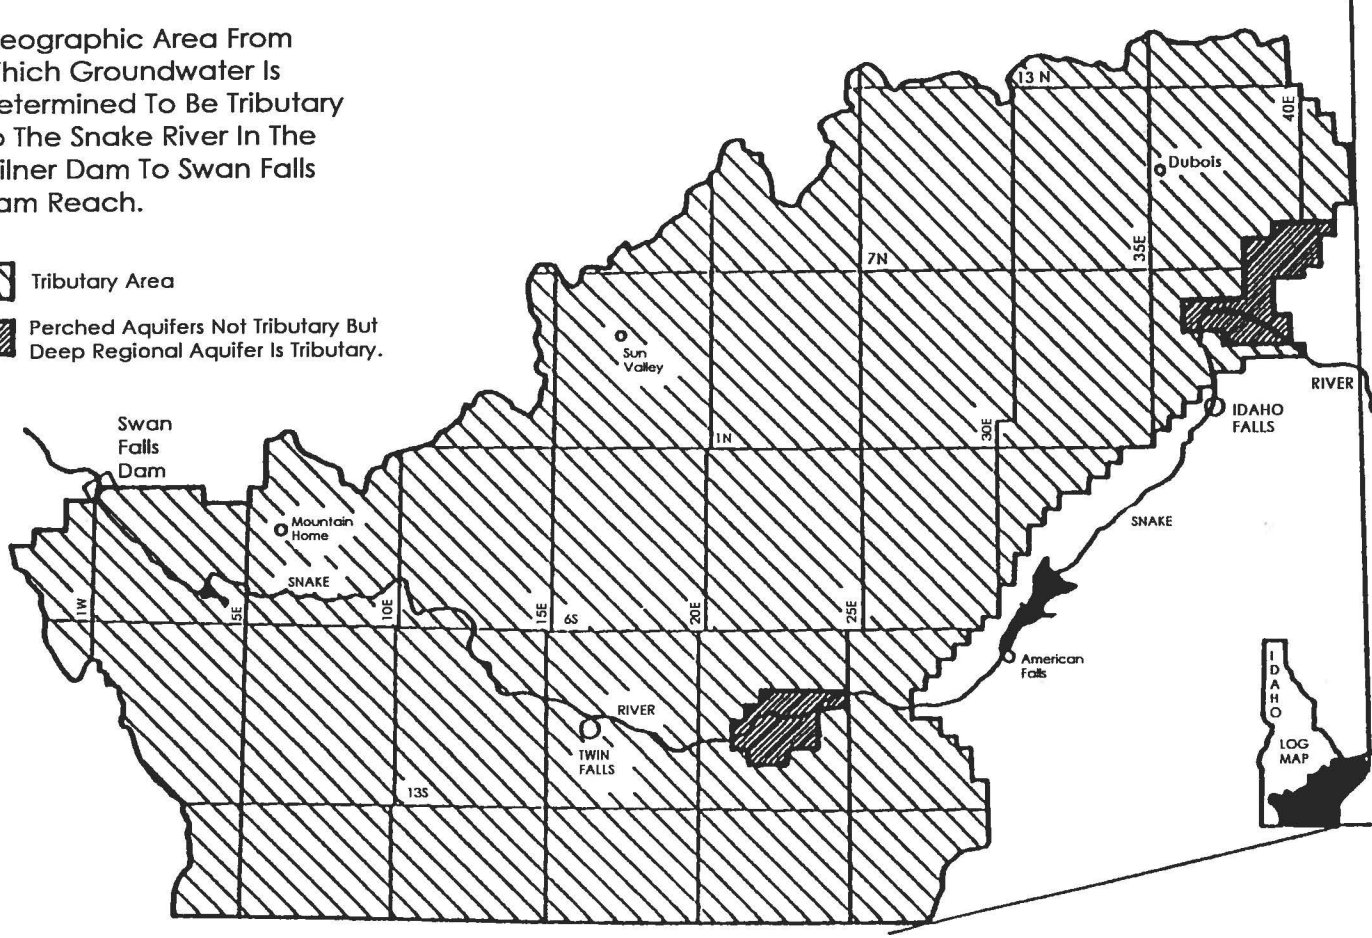 eographic Area From
hich Groundwater Is
etermined To Be Tributary
o The Snake River In The
ilner Dam To Swan Falls
am Reach.
Tributary Area
Perched Aquifers Not Tributary But
Deep Regional Aquifer Is Tributary.
13 N
40E
Dubois
35E
7N
Sun
Valley
RIVER
IDAHO
FALLS
30E
1N
Swan
Falls
Dam
Mountain
Home
SNAKE
SNAKE
1W
5E
10E
15E
6S
20E
25E
American
Falls
RIVER
TWIN
FALLS
13S
IDAHO
LOG
MAP